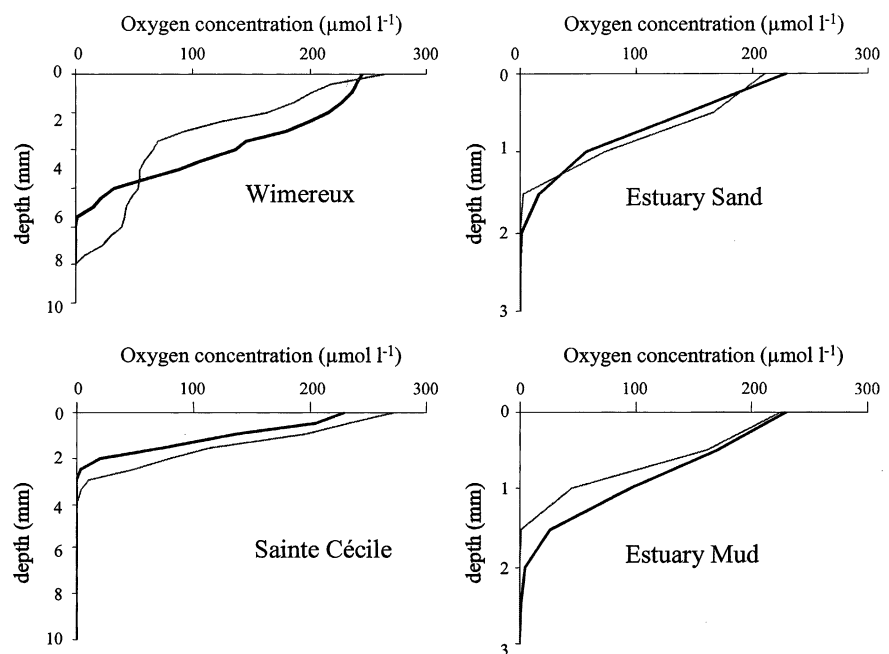 Oxygen concentration (µmol l-1)
0 100 200 300
0
2
4
6
8
10
depth (mm)
Wimereux
Oxygen concentration (µmol l-1)
0 100 200 300
0
1
2
3
depth (mm)
Estuary Sand
Oxygen concentration (µmol l-1)
0 100 200 300
0
2
4
6
8
10
depth (mm)
Sainte Cécile
Oxygen concentration (µmol l-1)
0 100 200 300
0
1
2
3
depth (mm)
Estuary Mud